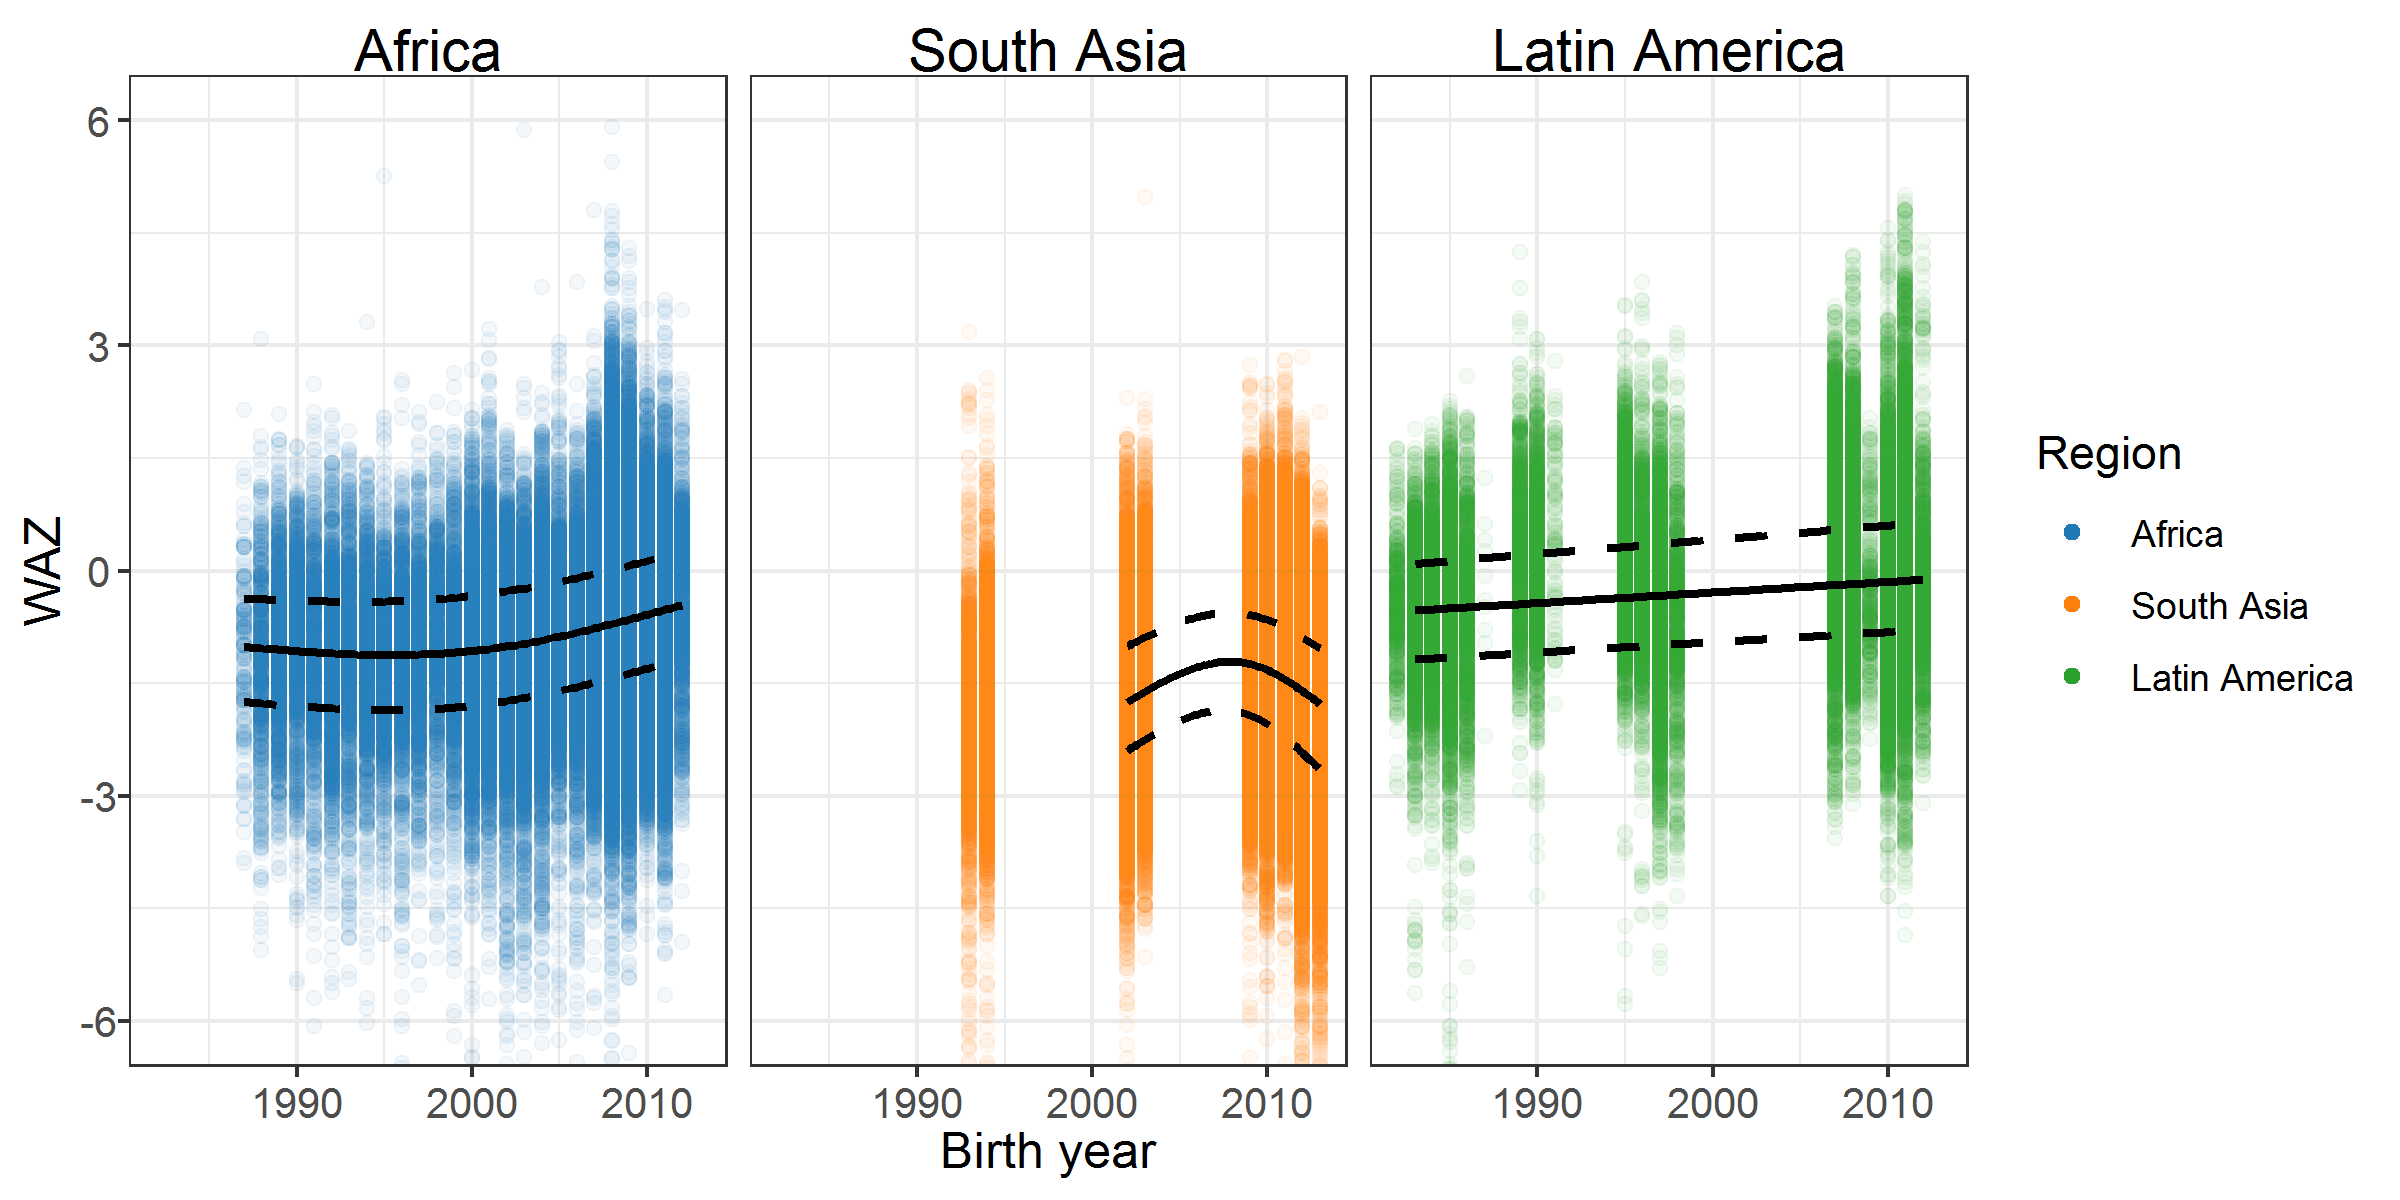 Africa South Asia Latin America
6
3
0
-3
-6
WAZ
1990 2000 2010 1990 2000 2010 1990 2000 2010
Birth year
Region
Africa
South Asia
Latin America